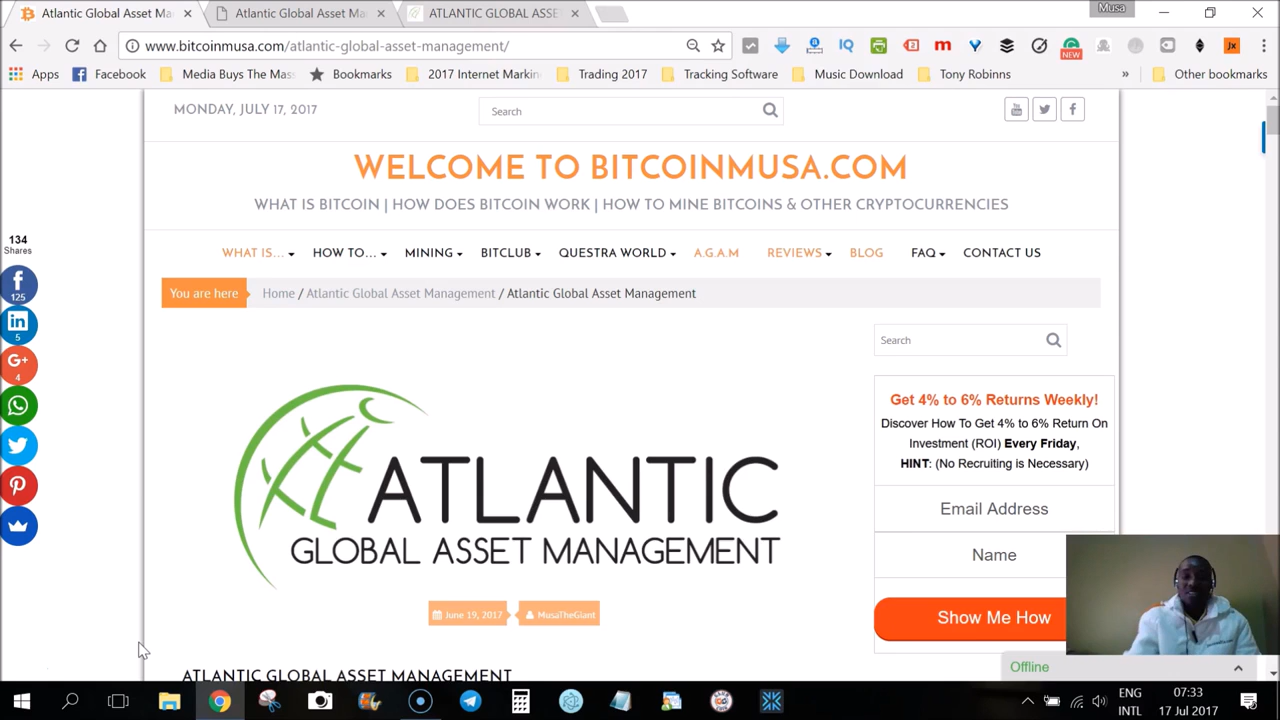 Atlantic Global Asset Ma
Atlantic Global Asset Man
ATLANTIC GLOBAL ASSE
Musa
www.bitcoinmusa.com/atlantic-global-asset-management/
NEW
Apps
Facebook
Media Buys The Mass
Bookmarks
2017 Internet Markin
Trading 2017
Tracking Software
Music Download
Tony Robinns
»
Other bookmarks
MONDAY, JULY 17, 2017
Search
WELCOME TO BITCOINMUSA.COM
WHAT IS BITCOIN | HOW DOES BITCOIN WORK | HOW TO MINE BITCOINS & OTHER CRYPTOCURRENCIES
WHAT IS... HOW TO... MINING BITCLUB QUESTRA WORLD A.G.A.M REVIEWS BLOG FAQ CONTACT US
You are here Home / Atlantic Global Asset Management / Atlantic Global Asset Management
134
Shares
125
5
4
Search
Get 4% to 6% Returns Weekly!
Discover How To Get 4% to 6% Return On
Investment (ROI) Every Friday,
HINT: (No Recruiting is Necessary)
Email Address
Name
Show Me How
ATLANTIC
GLOBAL ASSET MANAGEMENT
June 19, 2017 MusaTheGiant
ATLANTIC GLOBAL ASSET MANAGEMENT
Offline
ENG
INTL
07:33
17 Jul 2017